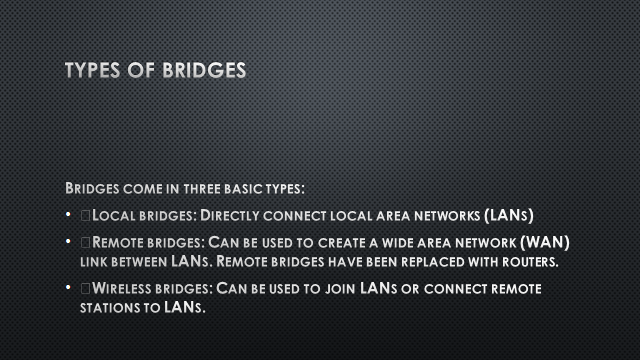 TYPES OF BRIDGES
BRIDGES COME IN THREE BASIC TYPES:
• □LOCAL BRIDGES: DIRECTLY CONNECT LOCAL AREA NETWORKS (LANS)
• □REMOTE BRIDGES: CAN BE USED TO CREATE A WIDE AREA NETWORK (WAN)
LINK BETWEEN LANS. REMOTE BRIDGES HAVE BEEN REPLACED WITH ROUTERS.
• □WIRELESS BRIDGES: CAN BE USED TO JOIN LANS OR CONNECT REMOTE
STATIONS TO LANS.